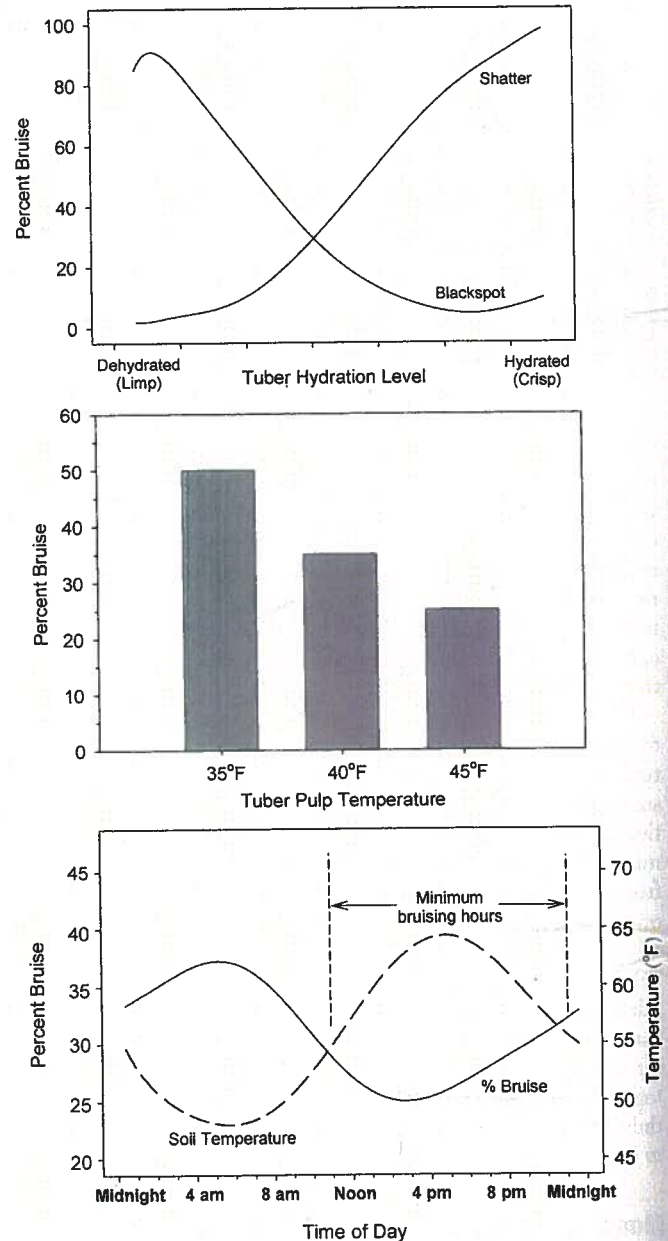 100
80
60
40
20
0
Percent Bruise
Shatter
Blackspot
Dehydrated
(Limp)
Tuber Hydration Level
Hydrated
(Crisp)
60
50
40
30
20
10
0
Percent Bruise
35°F
40°F
45°F
Tuber Pulp Temperature
45
40
35
30
25
20
Percent Bruise
Minimum
bruising hours
% Bruise
Soil Temperature
70
65
60
55
50
45
Temperature (°F)
Midnight 4 am 8 am Noon 4 pm 8 pm Midnight
Time of Day